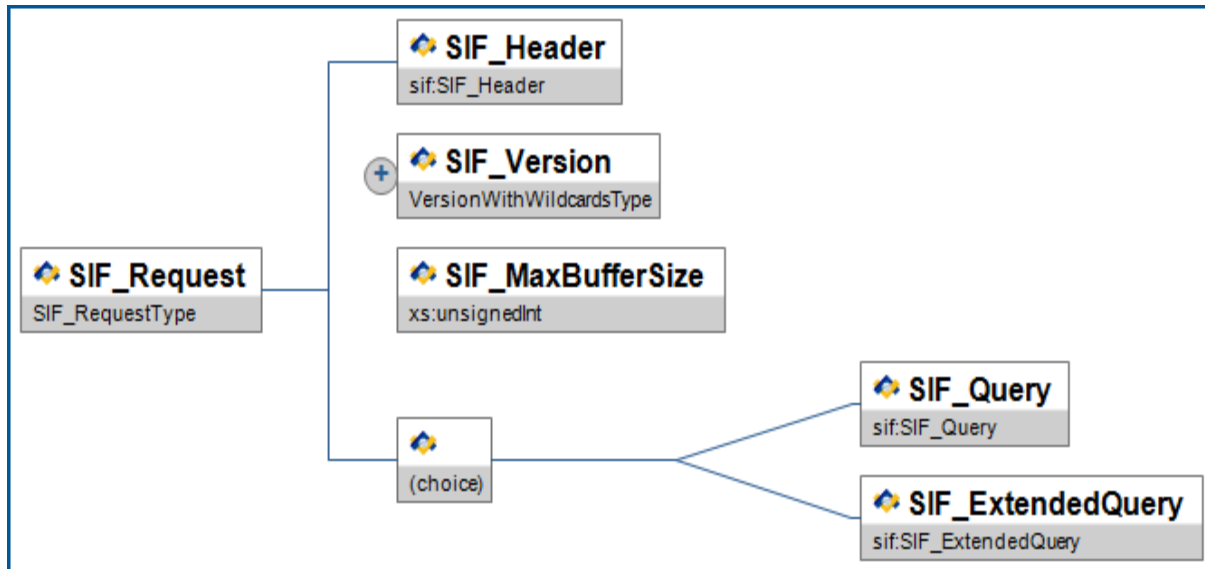 SIF_Header
sif:SIF_Header
+
SIF_Version
VersionWithWildcardsType
SIF_Request
SIF_RequestType
SIF_MaxBufferSize
xs:unsignedInt
SIF_Query
sif:SIF_Query
(choice)
SIF_ExtendedQuery
sif:SIF_ExtendedQuery